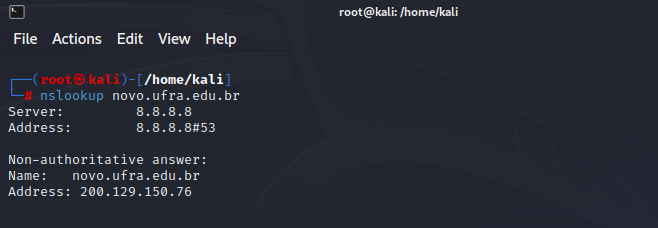 root@kali: /home/kali
File Actions Edit View Help
┌──(root㉿kali)-[/home/kali]
└─# nslookup novo.ufra.edu.br
Server: 8.8.8.8
Address: 8.8.8.8#53
Non-authoritative answer:
Name: novo.ufra.edu.br
Address: 200.129.150.76